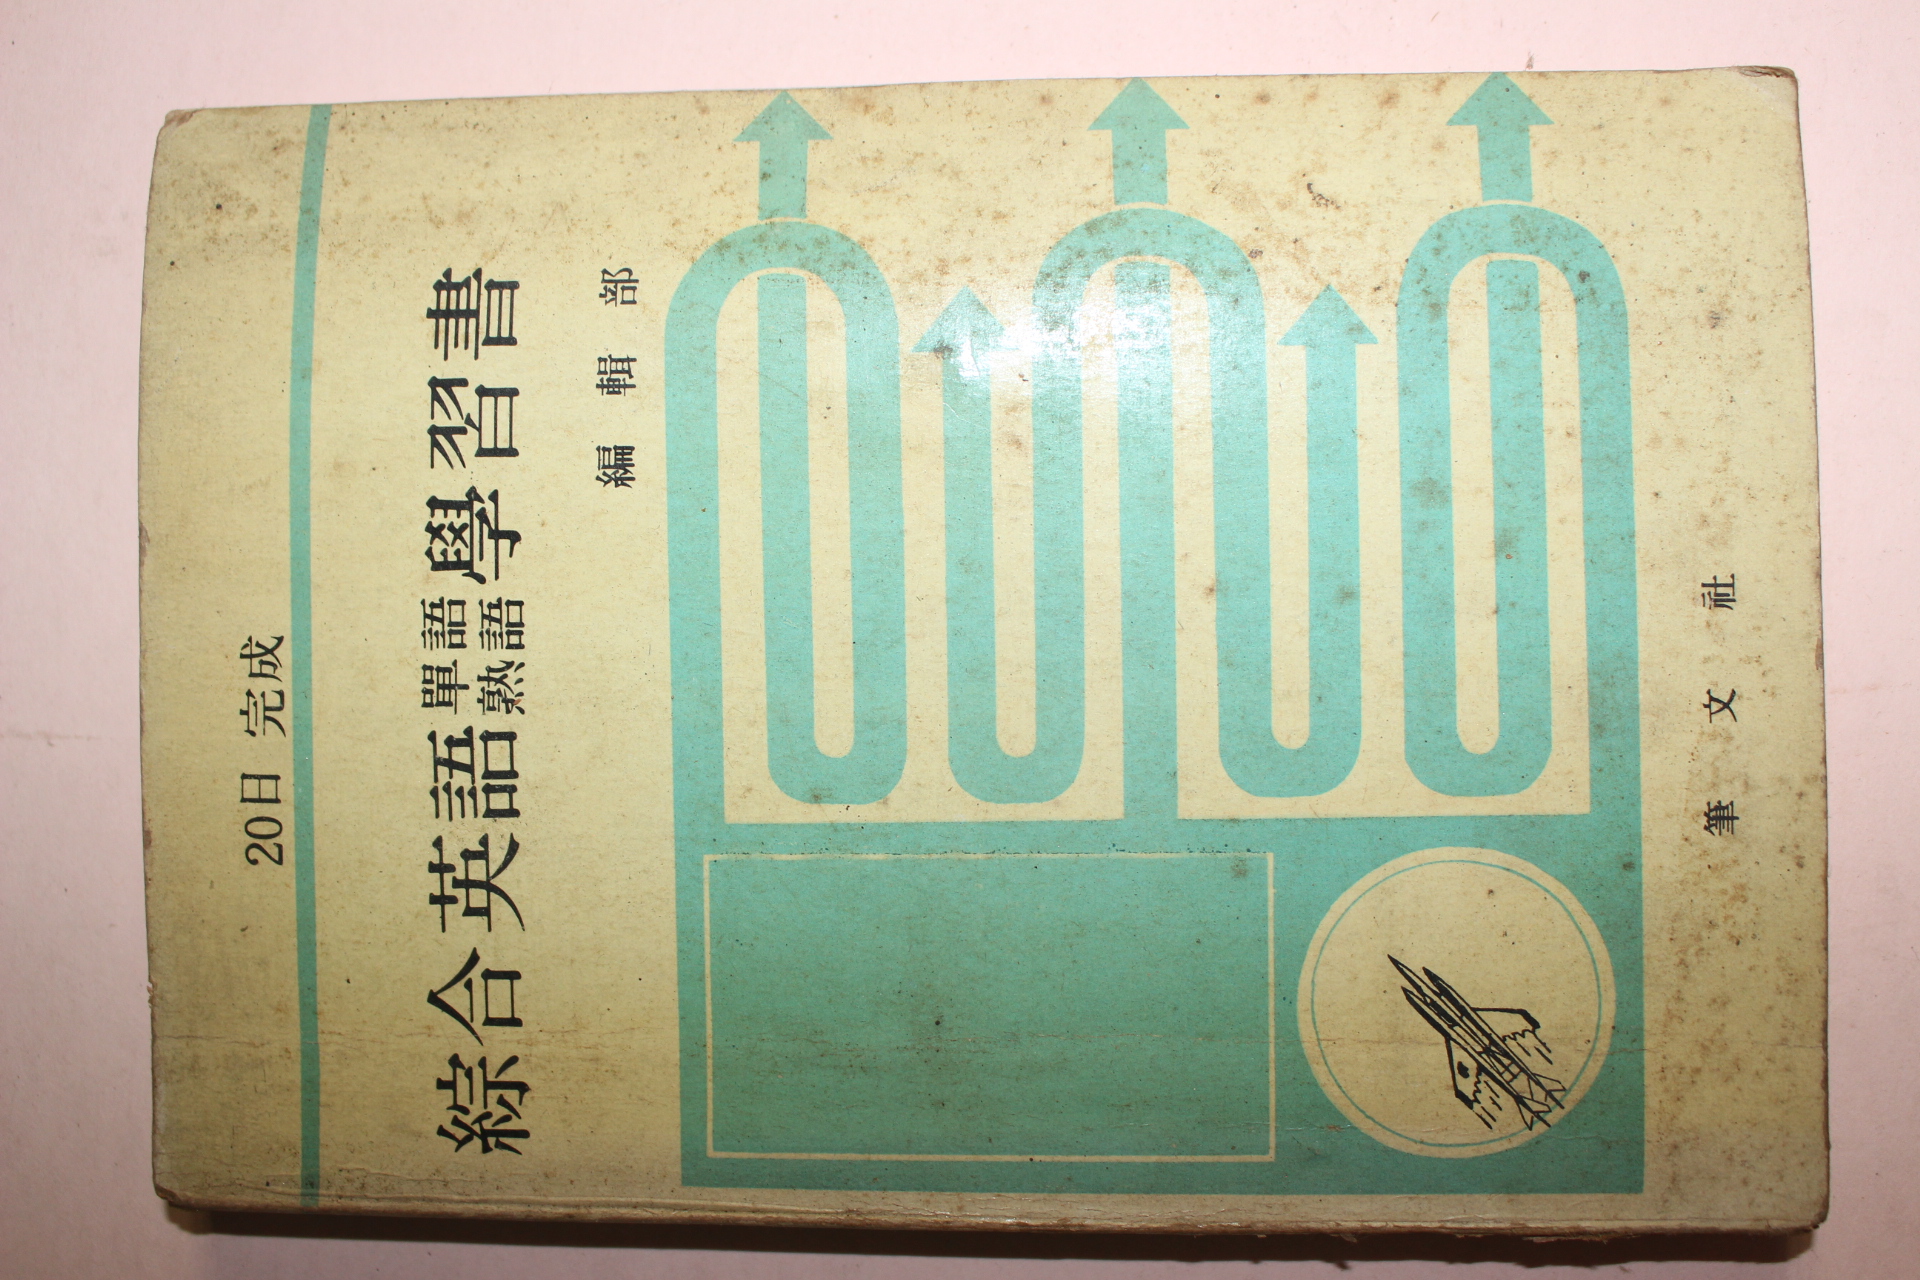 20日 完成
綜合英語單語熟語學習書
編輯部
筆文社